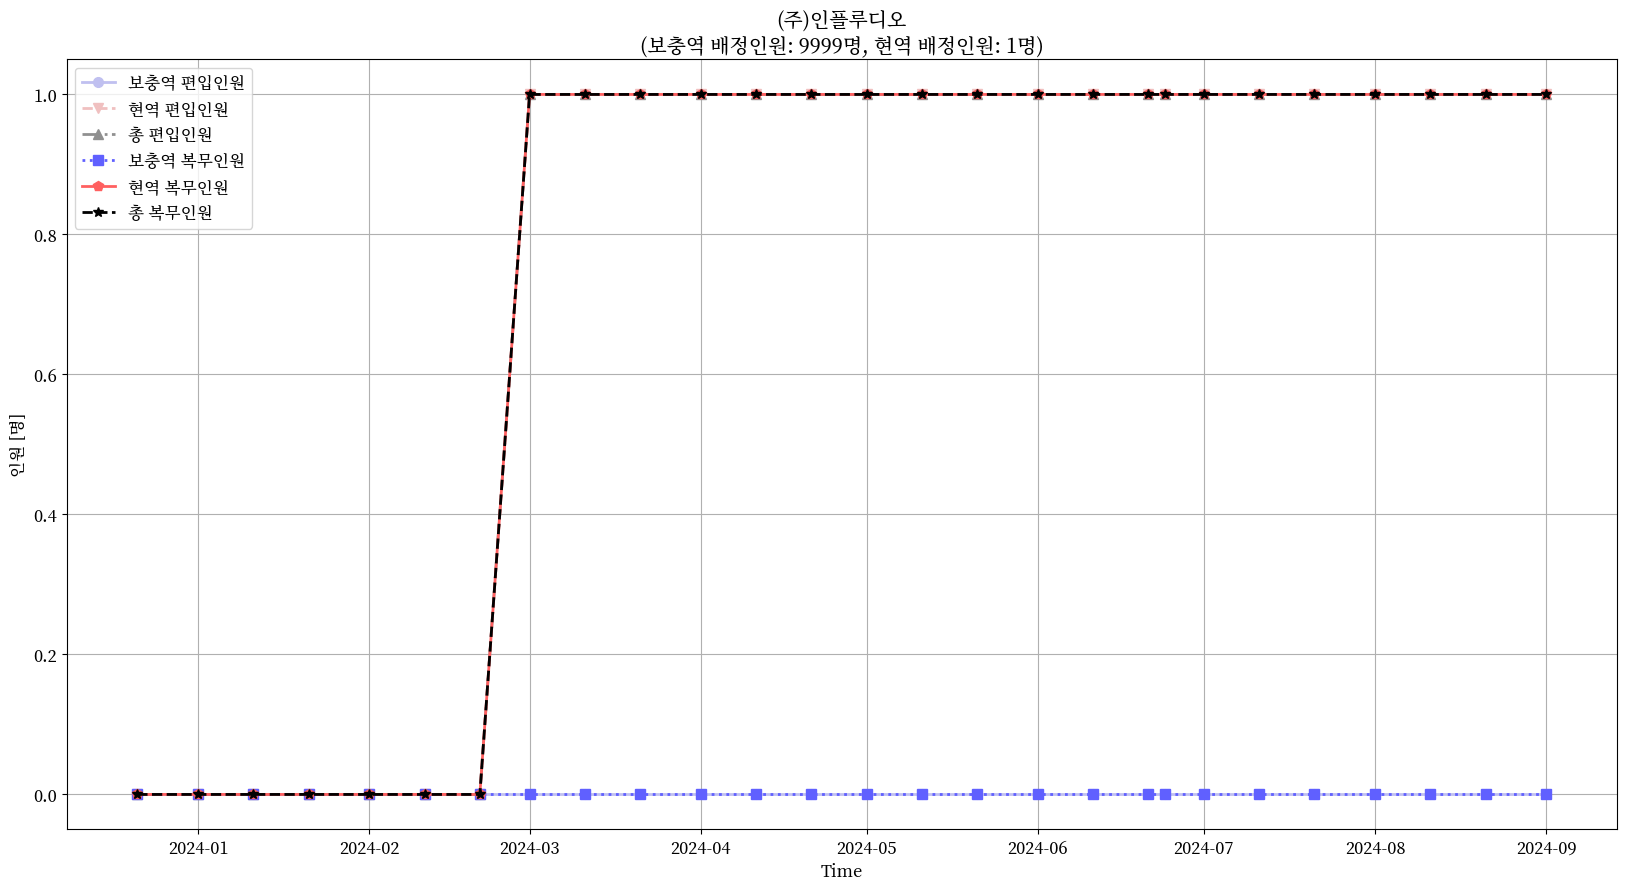 (주)인플루디오
(보충역 배정인원: 9999명, 현역 배정인원: 1명)
보충역 편입인원
현역 편입인원
총 편입인원
보충역 복무인원
현역 복무인원
총 복무인원
인원 [명]
1.0
0.8
0.6
0.4
0.2
0.0
2024-01
2024-02
2024-03
2024-04
2024-05
2024-06
2024-07
2024-08
2024-09
Time